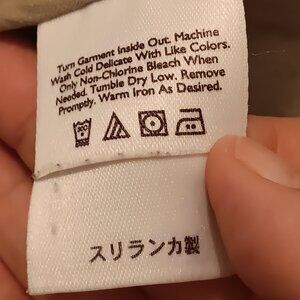 Turn Garment Inside Out. Machine
Wash Cold Delicate With Like Colors.
Only Non-Chlorine Bleach When
Needed. Tumble Dry Low. Remove
Promptly. Warm Iron As Desired.
スリランカ製